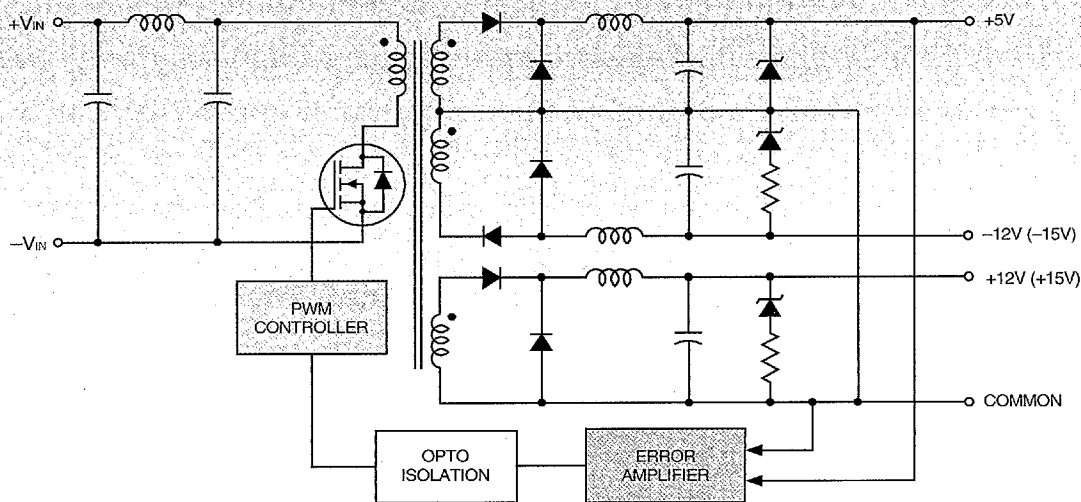 +VIN
+5V
−12V (−15V)
−VIN
+12V (+15V)
PWM
CONTROLLER
COMMON
OPTO
ISOLATION
ERROR
AMPLIFIER